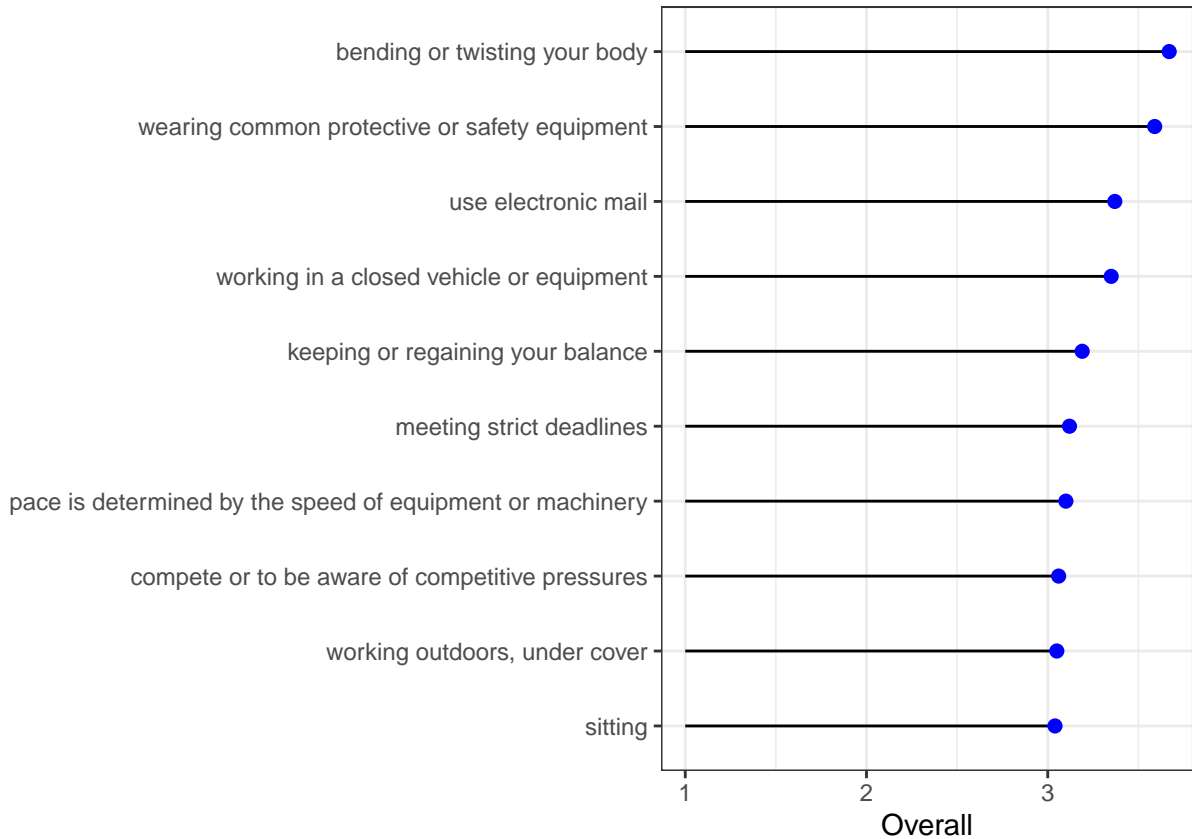 bending or twisting your body
wearing common protective or safety equipment
use electronic mail
working in a closed vehicle or equipment
keeping or regaining your balance
meeting strict deadlines
pace is determined by the speed of equipment or machinery
compete or to be aware of competitive pressures
working outdoors, under cover
sitting
1 2 3
Overall